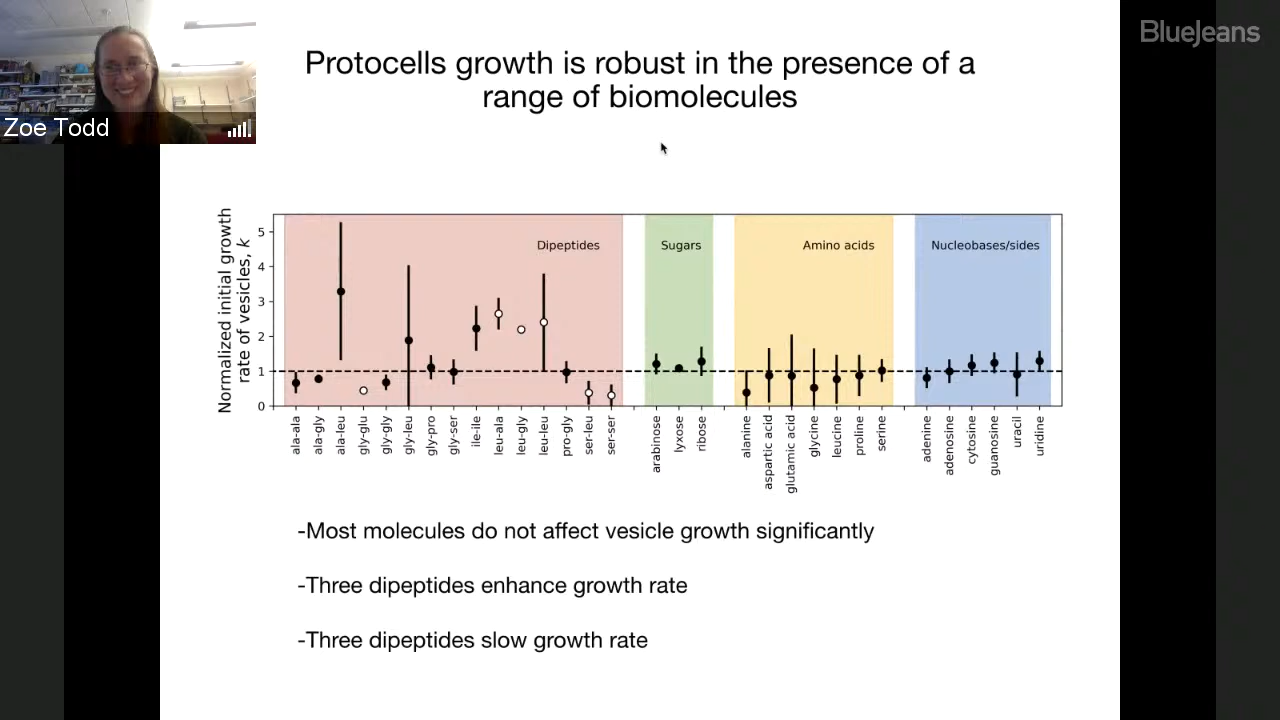 BlueJeans
Zoe Todd
Protocells growth is robust in the presence of a
range of biomolecules
Normalized initial growth
rate of vesicles, k
5
4
3
2
1
0
Dipeptides
Sugars
Amino acids
Nucleobases/sides
ala-ala
ala-gly
ala-leu
gly-glu
gly-gly
gly-leu
gly-pro
gly-ser
ile-ile
leu-ala
leu-gly
leu-leu
pro-gly
ser-leu
ser-ser
arabinose
lyxose
ribose
alanine
aspartic acid
glutamic acid
glycine
leucine
proline
serine
adenine
adenosine
cytosine
guanosine
uracil
uridine
-Most molecules do not affect vesicle growth significantly
-Three dipeptides enhance growth rate
-Three dipeptides slow growth rate